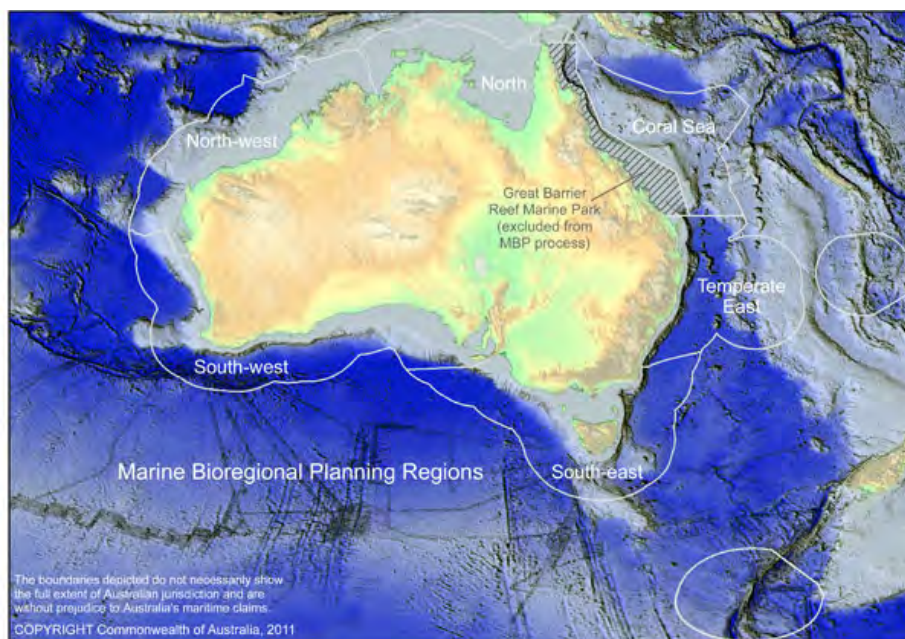 North
North-west
Coral Sea
Great Barrier
Reef Marine Park
(excluded from
MBP process)
Temperate
East
South-west
Marine Bioregional Planning Regions
South-east
The boundaries depicted do not necessarily show
the full extent of Australian jurisdiction and are
without prejudice to Australia's maritime claims.
COPYRIGHT Commonwealth of Australia, 2011